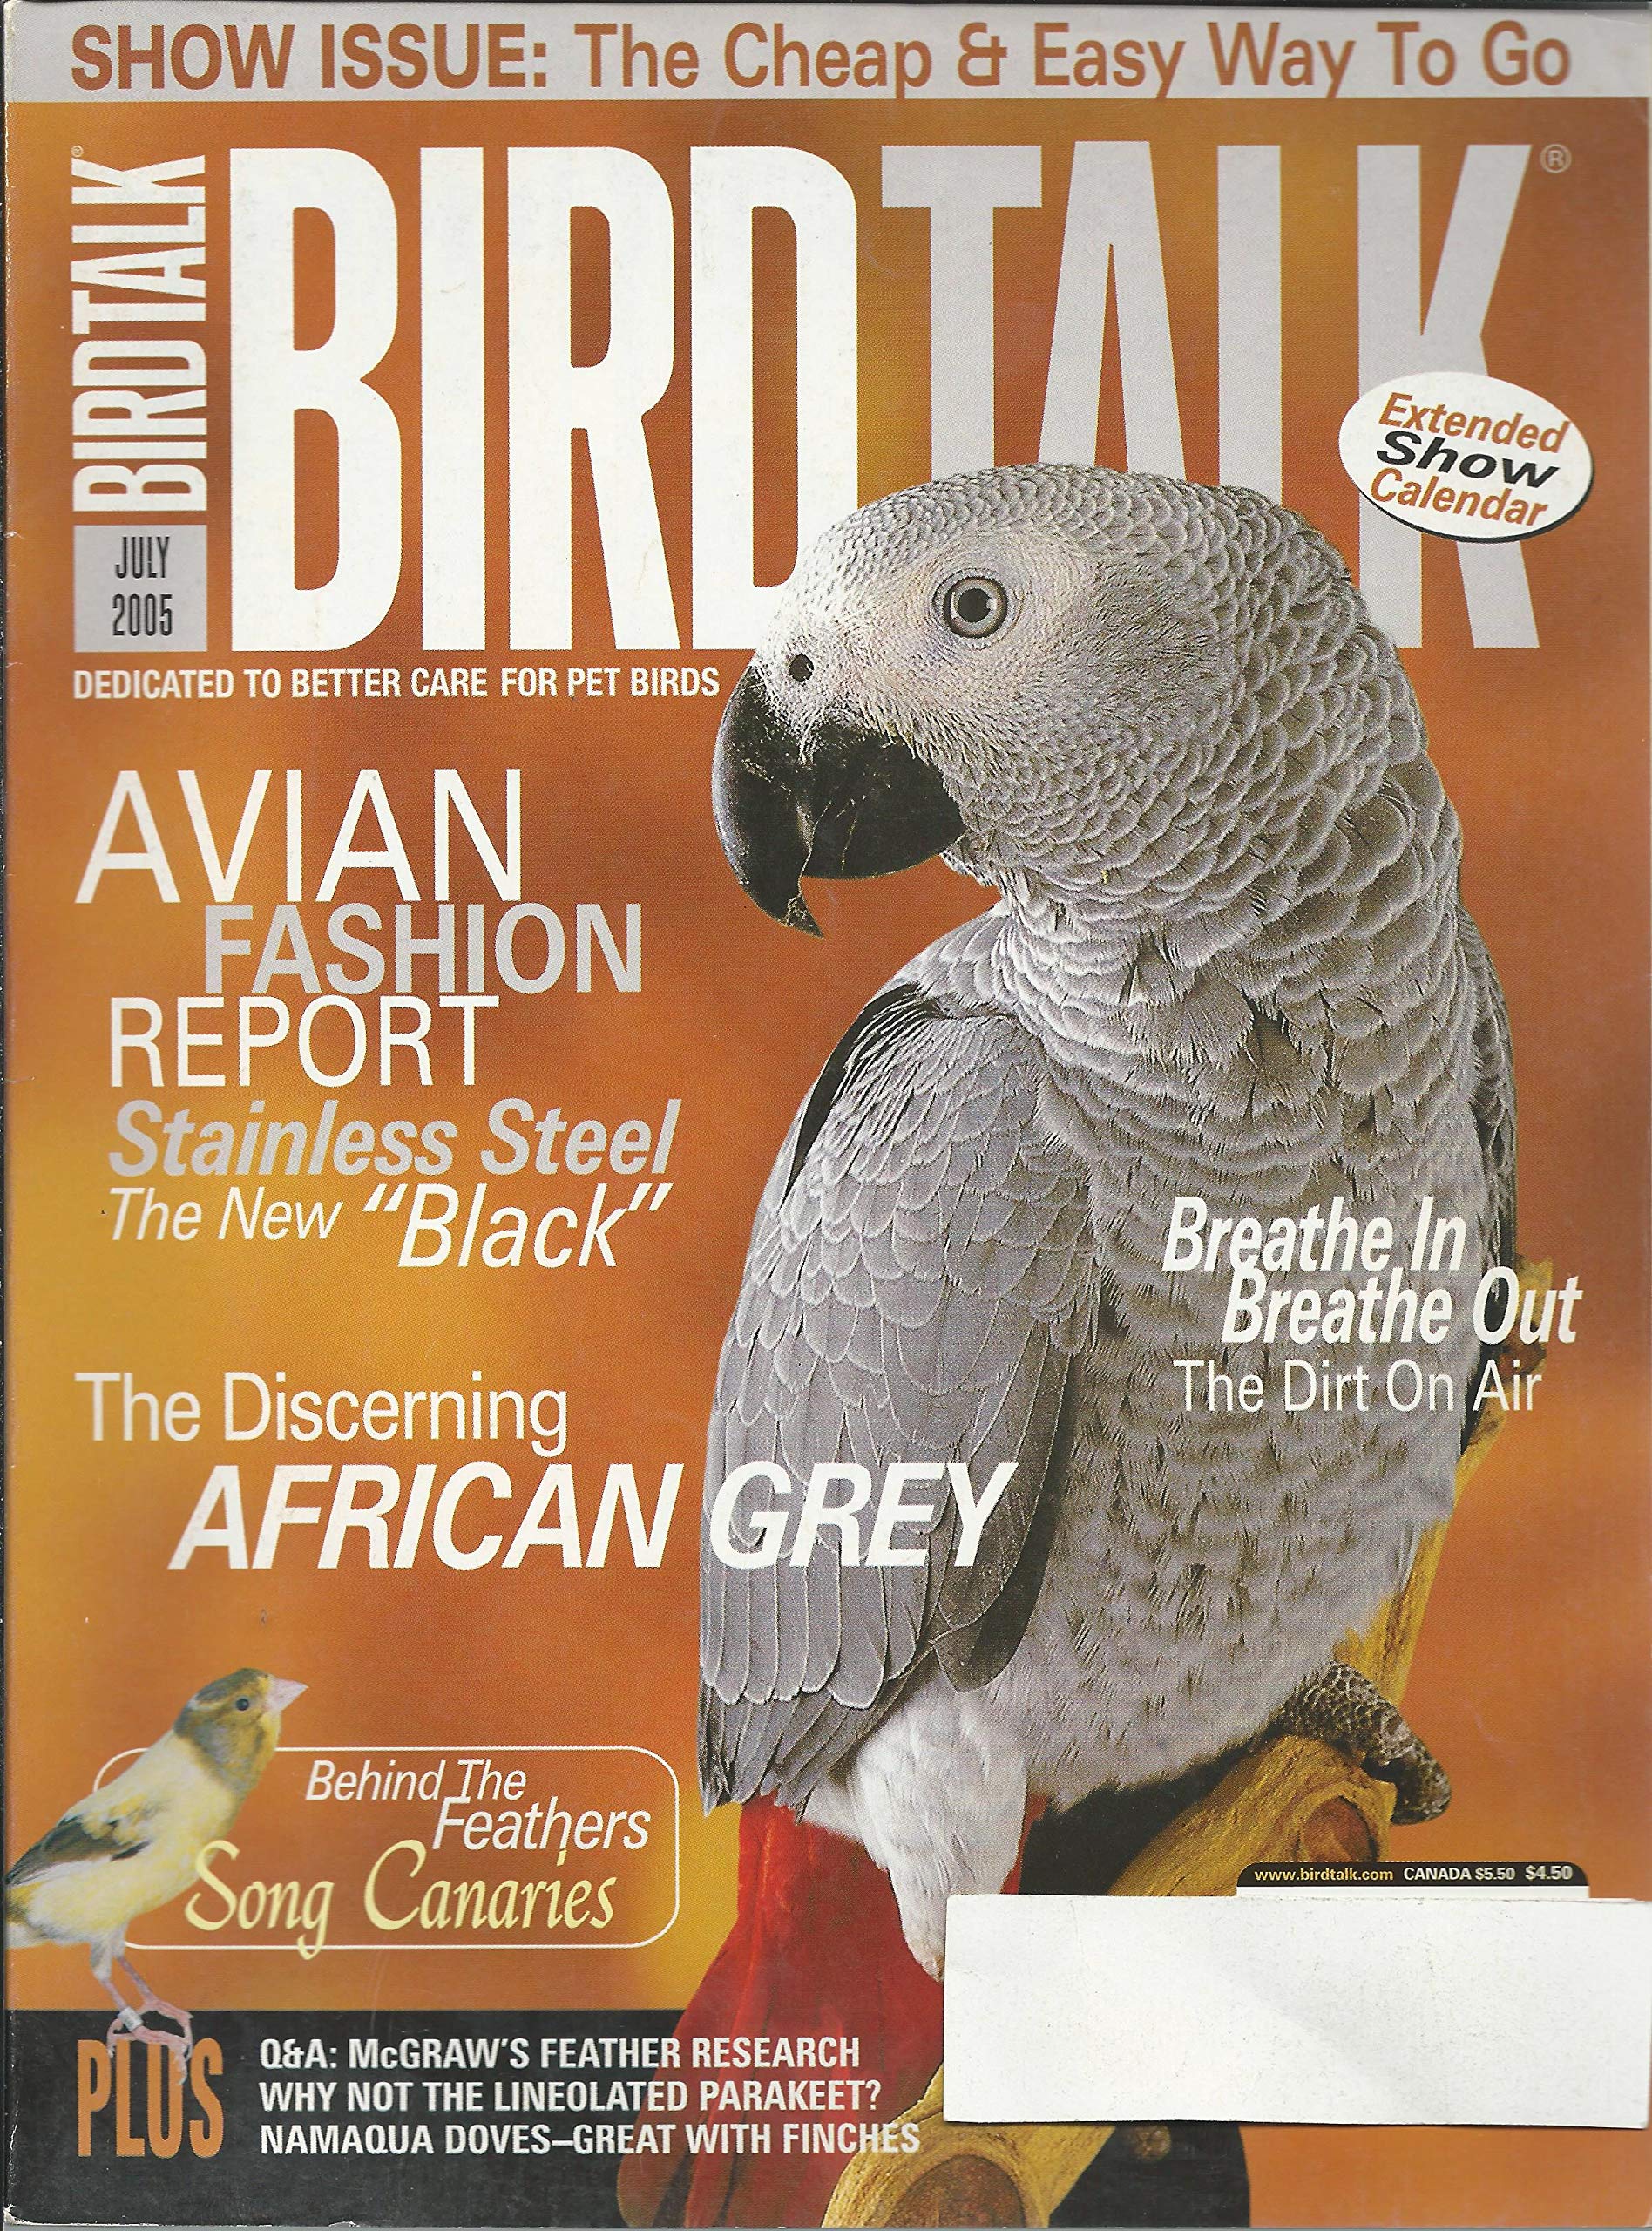 SHOW ISSUE: The Cheap & Easy Way To Go
BIRDTALK®
BIRDTALK®
JULY
2005
DEDICATED TO BETTER CARE FOR PET BIRDS
Extended
Show
Calendar
AVIAN
FASHION
REPORT
Stainless Steel
The New "Black"
Breathe In
Breathe Out
The Dirt On Air
The Discerning
AFRICAN GREY
Behind The
Feathers
Song Canaries
www.birdtalk.com CANADA $5.50 $4.50
PLUS
Q&A: McGRAW'S FEATHER RESEARCH
WHY NOT THE LINEOLATED PARAKEET?
NAMAQUA DOVES–GREAT WITH FINCHES